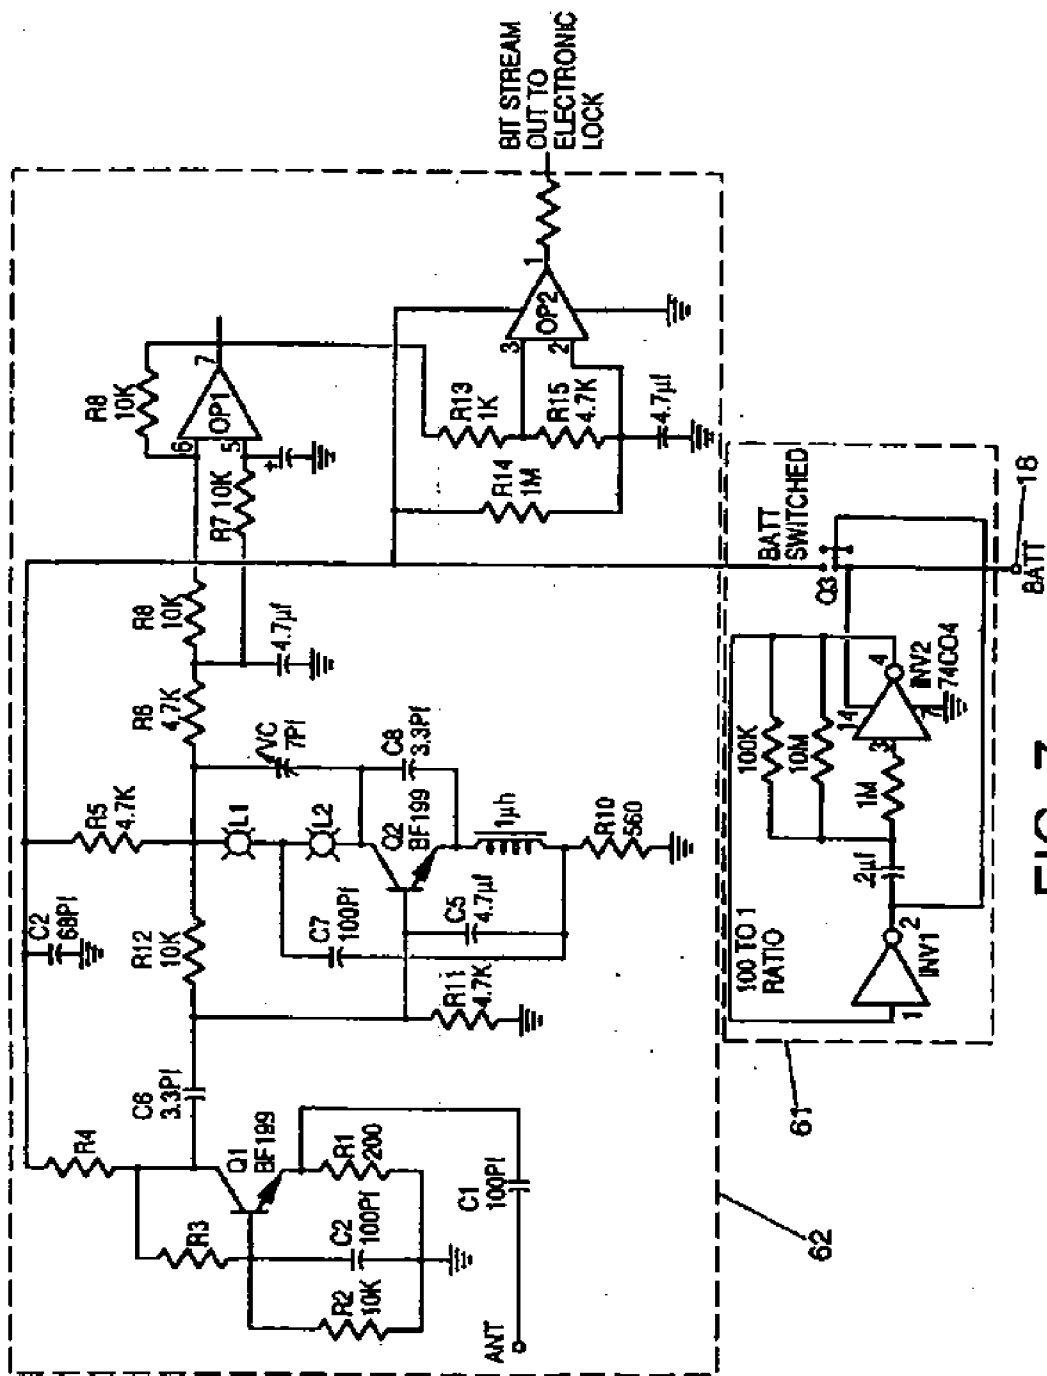 BIT STREAM
OUT TO
ELECTRONIC
LOCK
R8
10K
6
OP1
7
5
+
R7 10K
R8
10K
4.7µf
R6
4.7K
R5
4.7K
C2
68Pf
R12
10K
VC
7Pf
L1
L2
C7
100Pf
Q2
BF199
C8
3.3Pf
C5
4.7µf
1µh
R10
560
R11
4.7K
C6
3.3Pf
R4
R3
Q1
BF199
R1
200
C2
100Pf
R2
10K
C1
100Pf
ANT
R13
1K
R15
4.7K
R14
1M
4.7µf
3
2
OP2
1
BATT
SWITCHED
Q3
100K
10M
14
4
3
7
INV2
74C04
1M
.2µf
100 TO 1
RATIO
1
2
INV1
BATT
18
61
62